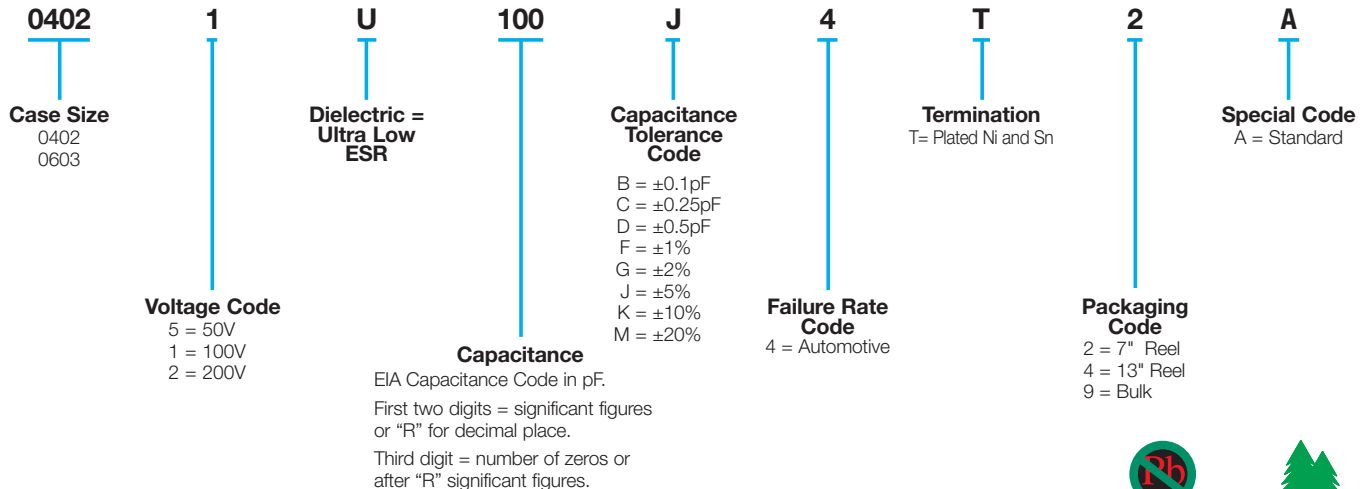 0402 1 U 100 J 4 T 2 A
Case Size
0402
0603
Voltage Code
5 = 50V
1 = 100V
2 = 200V
Dielectric =
Ultra Low
ESR
Capacitance
EIA Capacitance Code in pF.
First two digits = significant figures
or “R” for decimal place.
Third digit = number of zeros or
after “R” significant figures.
Capacitance
Tolerance
Code
B = ±0.1pF
C = ±0.25pF
D = ±0.5pF
F = ±1%
G = ±2%
J = ±5%
K = ±10%
M = ±20%
Failure Rate
Code
4 = Automotive
Termination
T= Plated Ni and Sn
Packaging
Code
2 = 7" Reel
4 = 13" Reel
9 = Bulk
Special Code
A = Standard
Pb